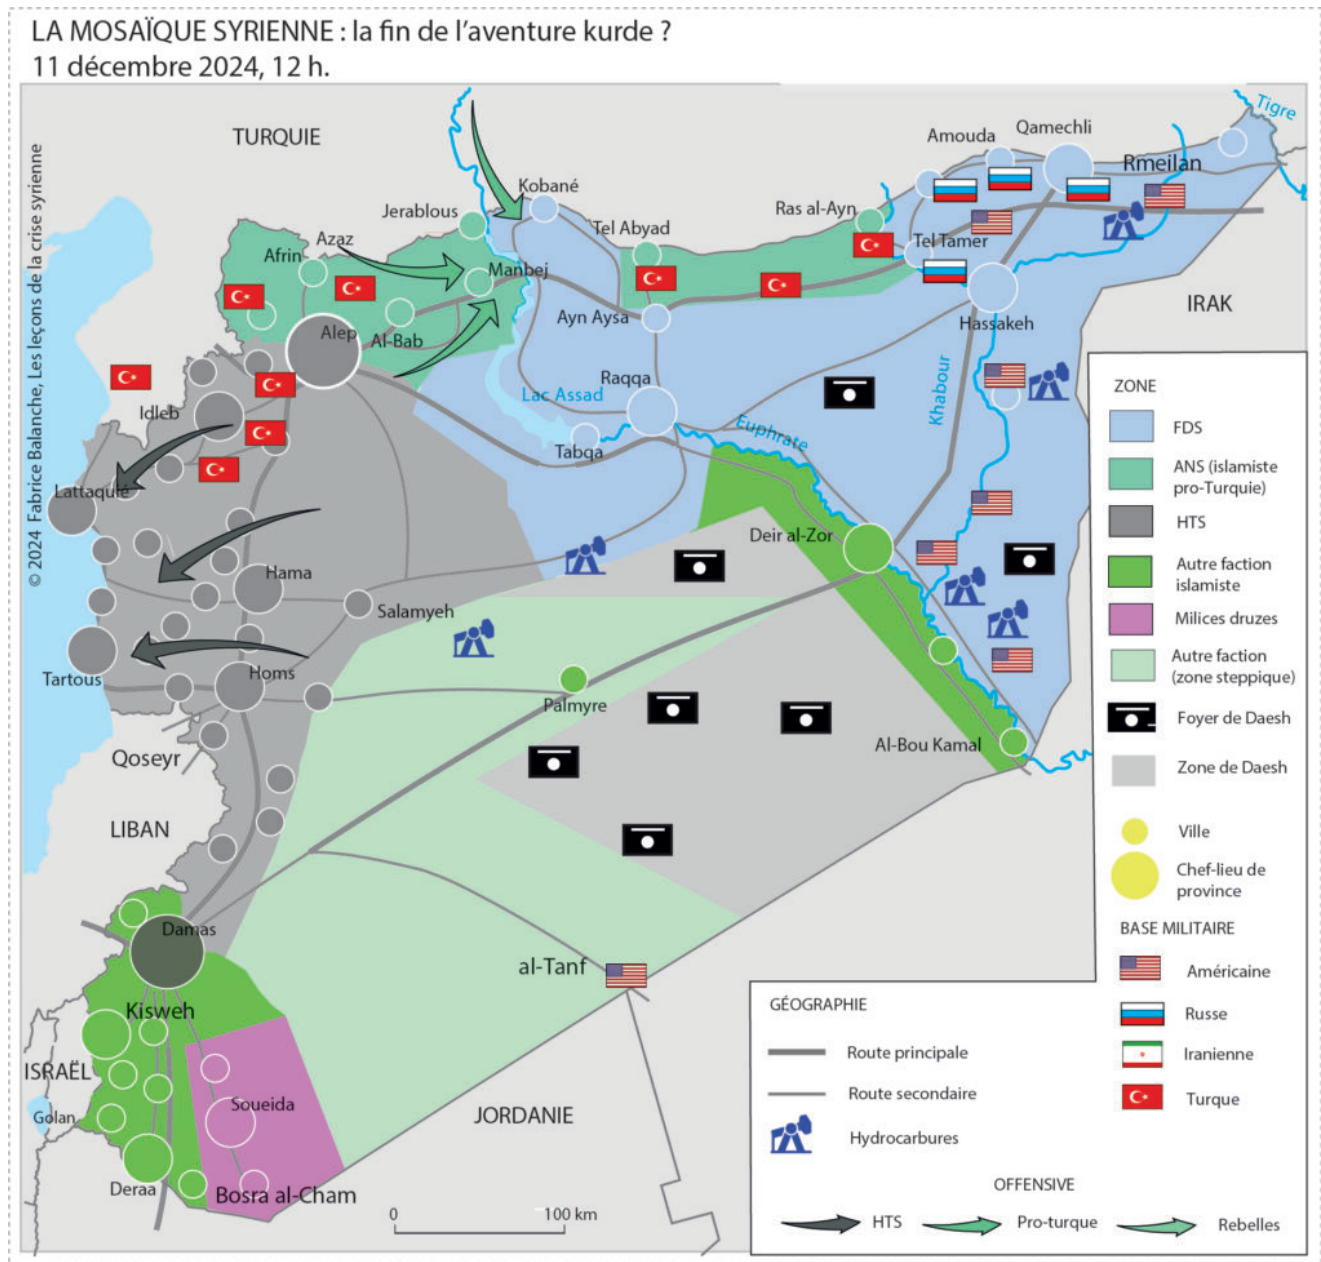 LA MOSAÏQUE SYRIENNE : la fin de l'aventure kurde ?
11 décembre 2024, 12 h.
© 2024 Fabrice Balanche, Les leçons de la crise syrienne
TURQUIE
Tigre
Amouda
Qamechli
Rmeilan
Kobané
Jerablous
Ras al-Ayn
Tel Abyad
Tel Tamer
Azaz
Afrin
Manbej
IRAK
Ayn Aysa
Hassakeh
Alep
Al-Bab
Raqqa
Lac Assad
Khabour
Idleb
Euphrate
Tabqa
Lattaquié
Deir al-Zor
Hama
Salamyeh
Tartous
Homs
Palmyre
Al-Bou Kamal
Qoseyr
LIBAN
Damas
al-Tanf
Kisweh
ISRAËL
Golan
Soueida
JORDANIE
Deraa
Bosra al-Cham
0
100 km
ZONE
FDS
ANS (islamiste
pro-Turquie)
HTS
Autre faction
islamiste
Milices druzes
Autre faction
(zone steppique)
Foyer de Daesh
Zone de Daesh
Ville
Chef-lieu de
province
BASE MILITAIRE
Américaine
Russe
Iranienne
Turque
GÉOGRAPHIE
Route principale
Route secondaire
Hydrocarbures
OFFENSIVE
HTS
Pro-turque
Rebelles